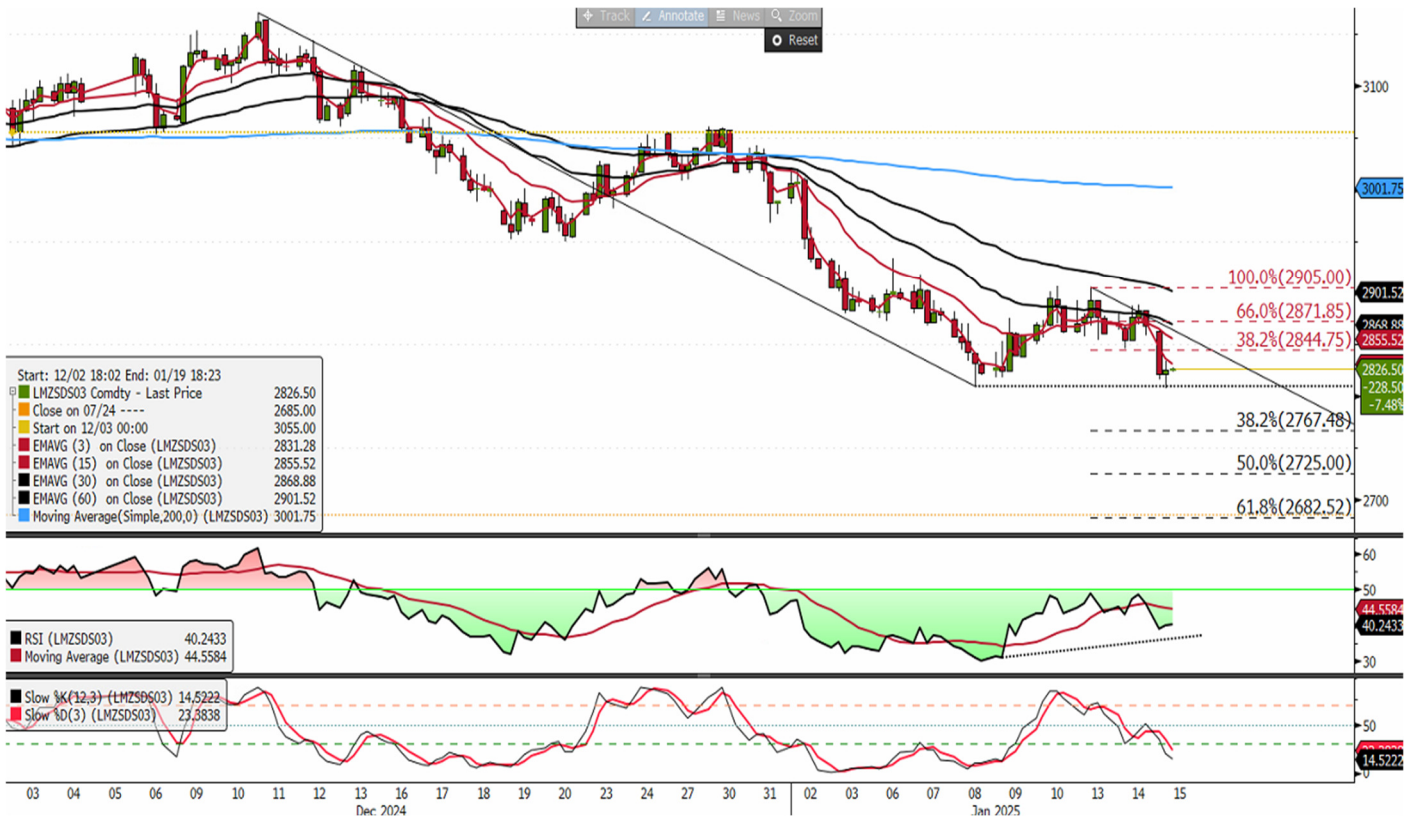 Track Annotate News Zoom
Reset
3100
3001.75
100.0%(2905.00)
2901.52
66.0%(2871.85)
2868.88
38.2%(2844.75)
2855.52
2826.50
-228.50
-7.48%
38.2%(2767.48)
50.0%(2725.00)
2700
61.8%(2682.52)
Start: 12/02 18:02 End: 01/19 18:23
LMZSDS03 Comdty - Last Price 2826.50
Close on 07/24 ---- 2685.00
Start on 12/03 00:00 3055.00
EMAVG (3) on Close (LMZSDS03) 2831.28
EMAVG (15) on Close (LMZSDS03) 2855.52
EMAVG (30) on Close (LMZSDS03) 2868.88
EMAVG (60) on Close (LMZSDS03) 2901.52
Moving Average(Simple,200,0) (LMZSDS03) 3001.75
60
50
44.5584
40.2433
30
RSI (LMZSDS03) 40.2433
Moving Average (LMZSDS03) 44.5584
Slow %K(12,3) (LMZSDS03) 14.5222
Slow %D(3) (LMZSDS03) 23.3838
50
14.5222
0
03 04 05 06 09 10 11 12 13 16 17 18 19 20 23 24 27 30 31 02 03 06 07 08 09 10 13 14 15
Dec 2024 Jan 2025